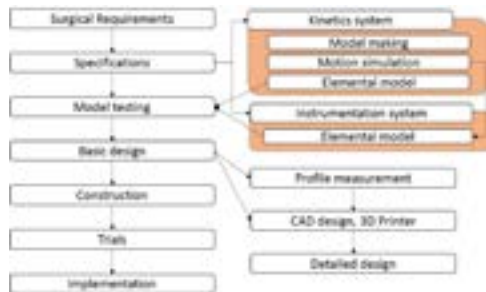 Surgical Requirements
Specifications
Model testing
Basic design
Construction
Trials
Implementation
Kinetics system
Model making
Motion simulation
Elemental model
Instrumentation system
Elemental model
Profile measurement
CAD design, 3D Printer
Detailed design